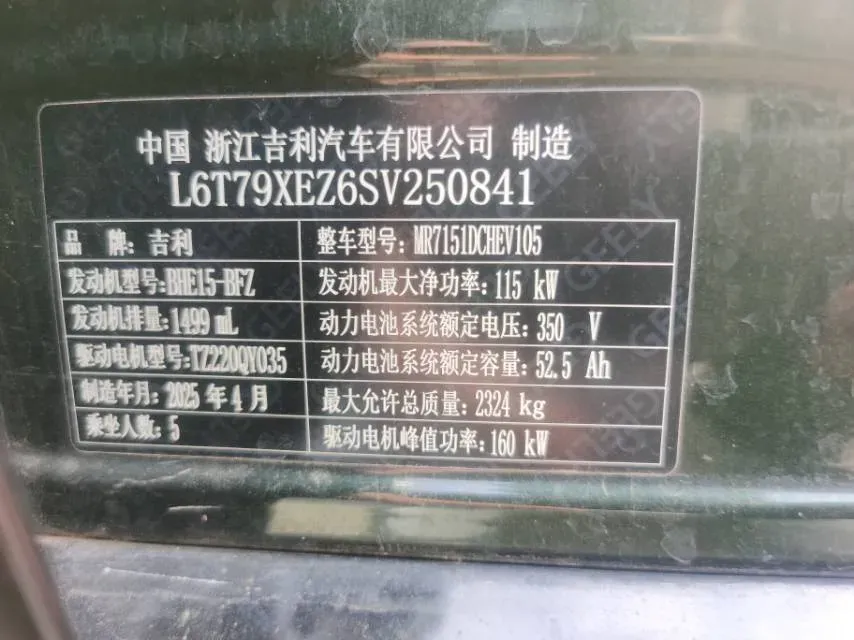 中国 浙江吉利汽车有限公司 制造
L6T79XEZ6SV250841
品 牌: 吉利 整车型号: MR7151DCHEV105
发动机型号:BHE15-BFZ 发动机最大净功率: 115 kW
发动机排量: 1499 mL 动力电池系统额定电压: 350 V
驱动电机型号:TZ220QY035 动力电池系统额定容量: 52.5 Ah
制造年月: 2025 年 4 月 最大允许总质量: 2324 kg
乘坐人数: 5 驱动电机峰值功率: 160 kW
GEELY